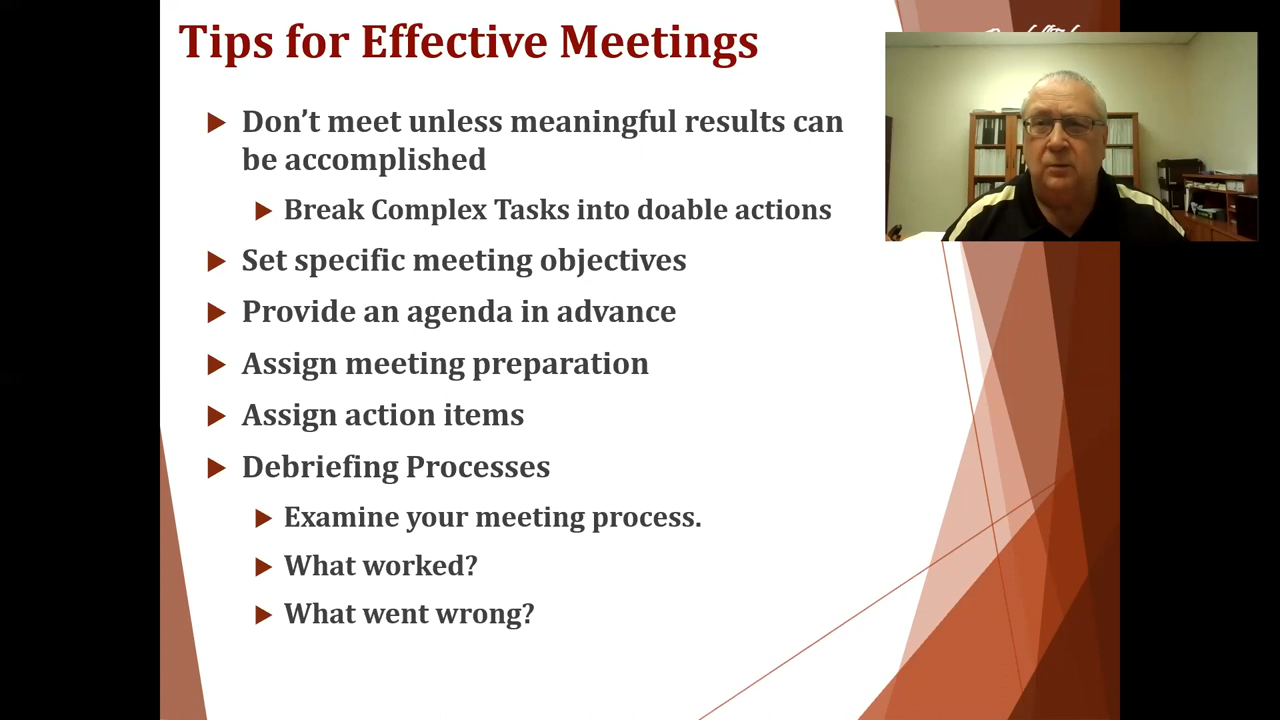 Tips for Effective Meetings
Don't meet unless meaningful results can
be accomplished
Break Complex Tasks into doable actions
Set specific meeting objectives
Provide an agenda in advance
Assign meeting preparation
Assign action items
Debriefing Processes
Examine your meeting process.
What worked?
What went wrong?